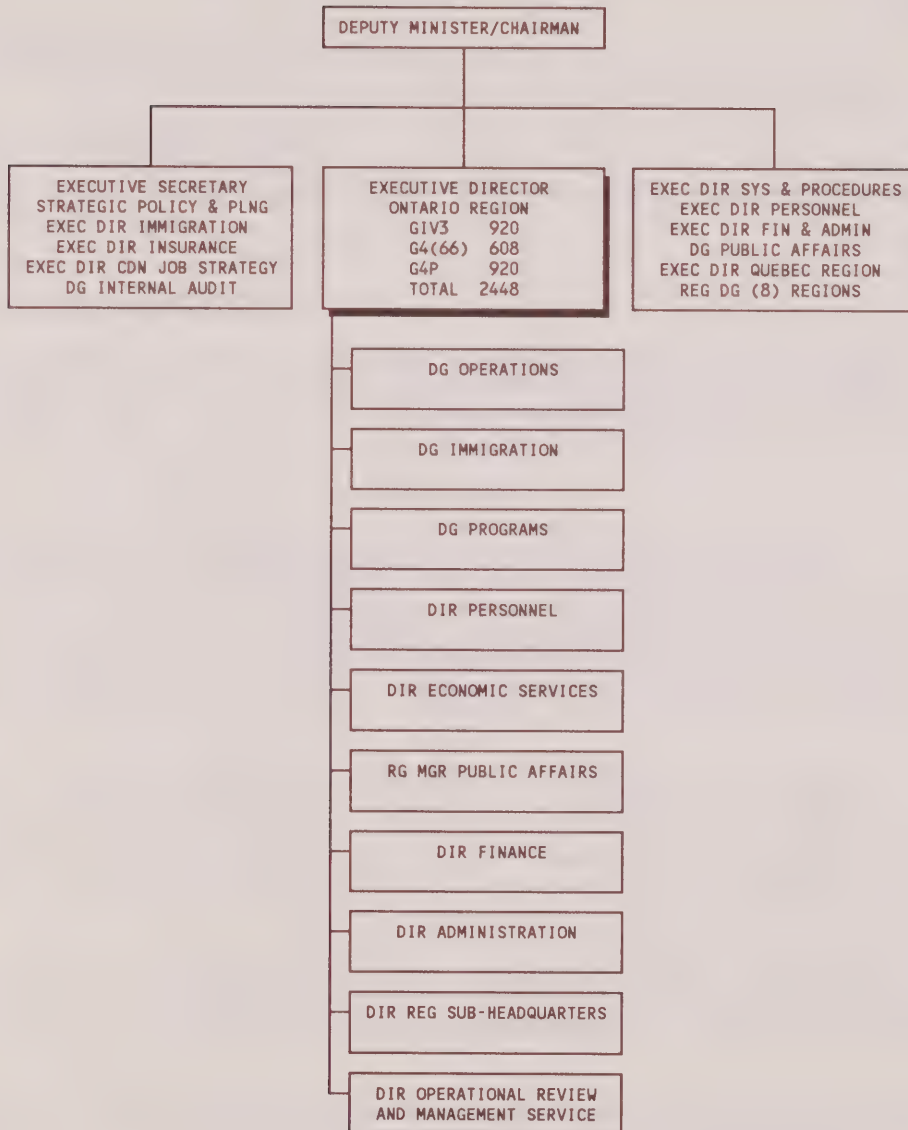 DEPUTY MINISTER/CHAIRMAN
EXECUTIVE SECRETARY
STRATEGIC POLICY & PLNG
EXEC DIR IMMIGRATION
EXEC DIR INSURANCE
EXEC DIR CDN JOB STRATEGY
DG INTERNAL AUDIT
EXECUTIVE DIRECTOR
ONTARIO REGION
GIV3 920
G4(66) 608
G4P 920
TOTAL 2448
EXEC DIR SYS & PROCEDURES
EXEC DIR PERSONNEL
EXEC DIR FIN & ADMIN
DG PUBLIC AFFAIRS
EXEC DIR QUEBEC REGION
REG DG (8) REGIONS
DG OPERATIONS
DG IMMIGRATION
DG PROGRAMS
DIR PERSONNEL
DIR ECONOMIC SERVICES
RG MGR PUBLIC AFFAIRS
DIR FINANCE
DIR ADMINISTRATION
DIR REG SUB-HEADQUARTERS
DIR OPERATIONAL REVIEW
AND MANAGEMENT SERVICE